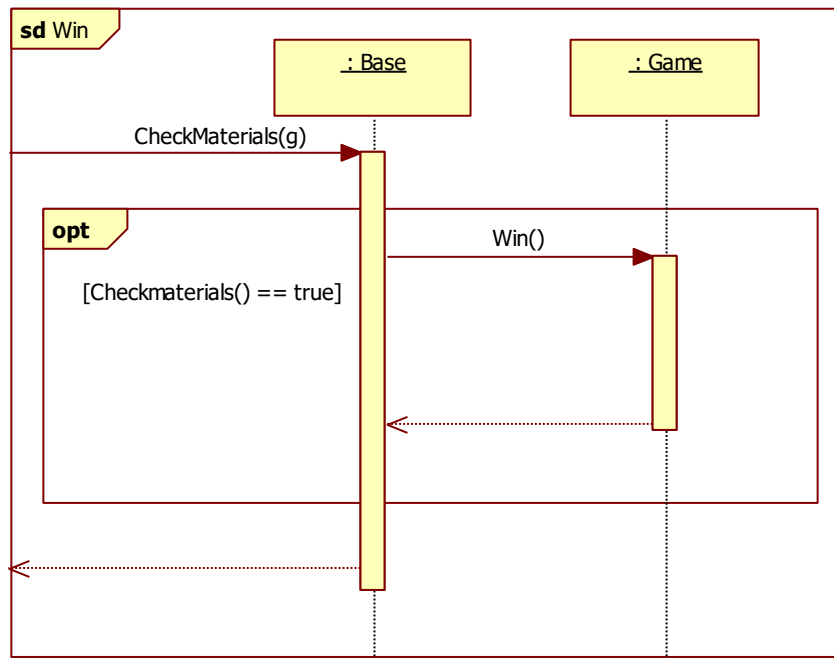 sd Win
: Base
: Game
CheckMaterials(g)
opt
Win()
[Checkmaterials() == true]